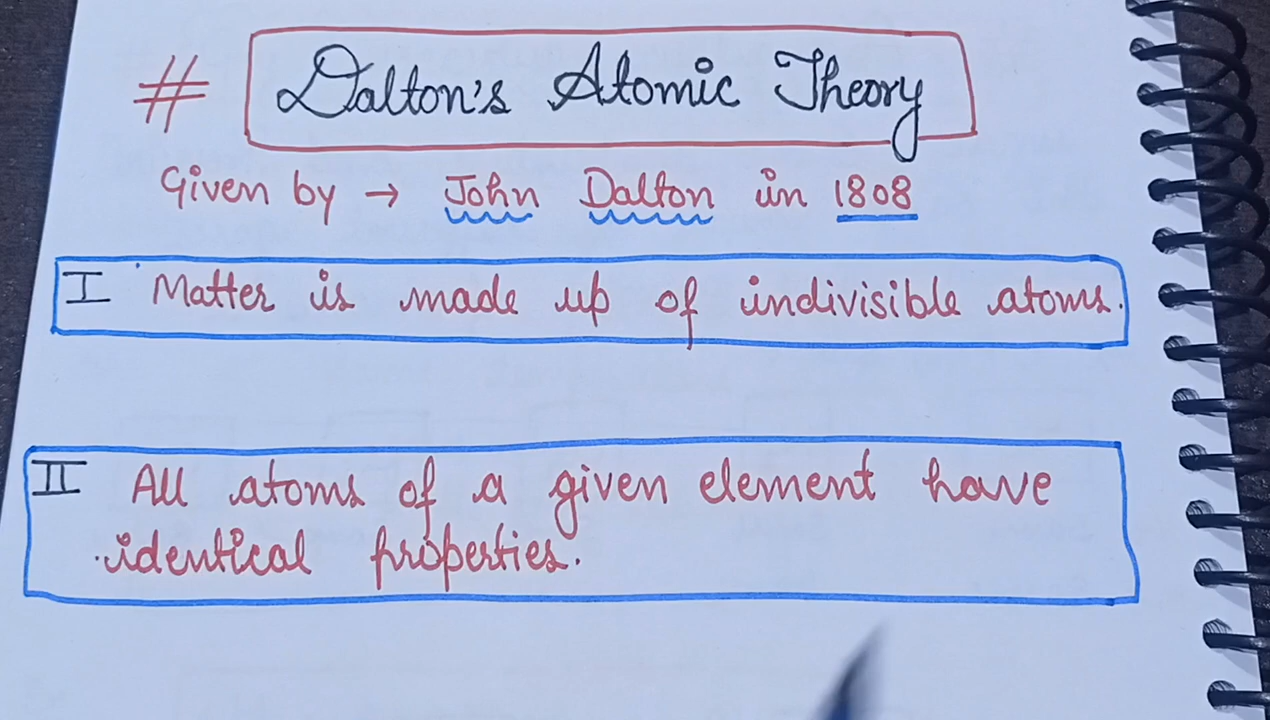 # Dalton's Atomic Theory
Given by → John Dalton in 1808
I Matter is made up of indivisible atoms.
II All atoms of a given element have
identical properties.